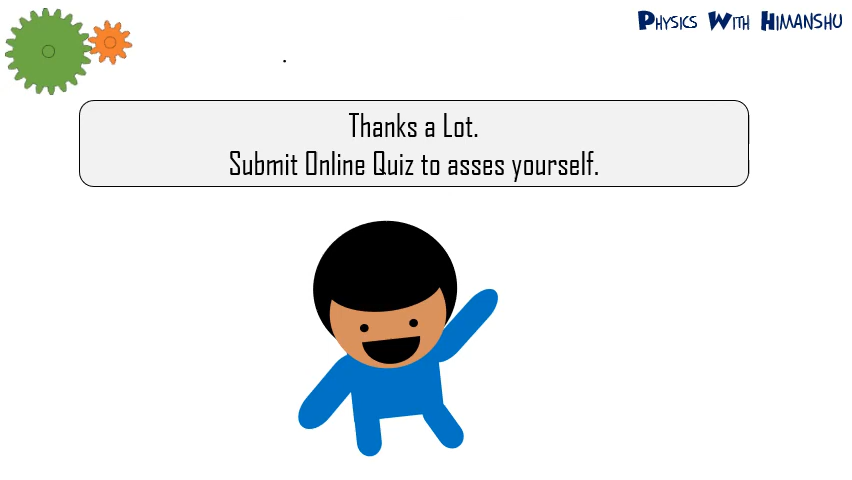 Physics With Himanshu
Thanks a Lot.
Submit Online Quiz to asses yourself.